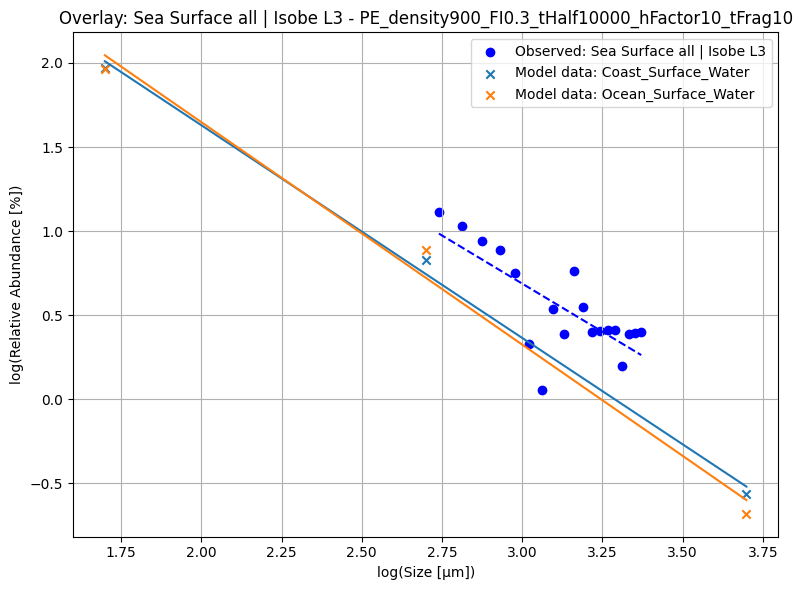 Overlay: Sea Surface all | Isobe L3 - PE_density900_FI0.3_tHalf10000_hFactor10_tFrag10
Observed: Sea Surface all | Isobe L3
Model data: Coast_Surface_Water
Model data: Ocean_Surface_Water
log(Relative Abundance [%])
2.0
1.5
1.0
0.5
0.0
−0.5
1.75 2.00 2.25 2.50 2.75 3.00 3.25 3.50 3.75
log(Size [μm])